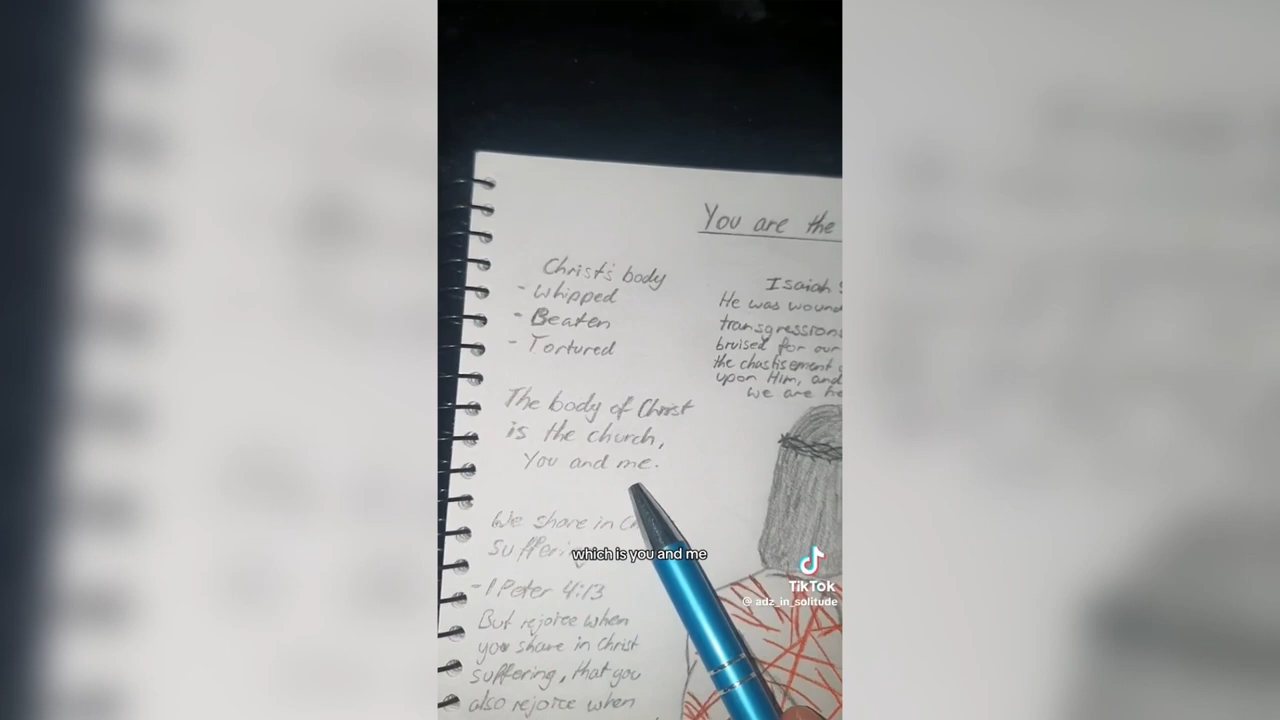 You are the
Christ's body
- Whipped
- Beaten
- Tortured
Isaiah
He was
transgressions
bruised for our
the chastisement
upon Him, and
we are
The body of Christ
is the church,
You and me.
We share in
- 1 Peter 4:13
But rejoice when
you share in Christ
suffering, that you
also rejoice when
which is you and me
TikTok
@ adz_in_solitude